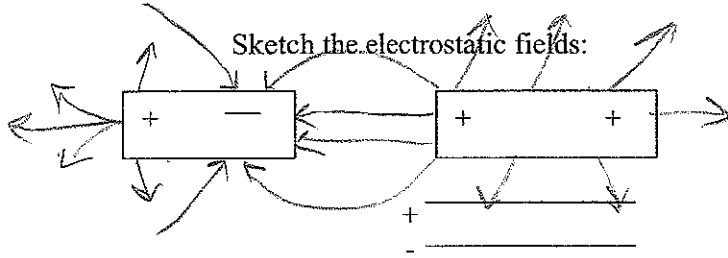 Sketch the electrostatic fields:
+ — + +
+
-